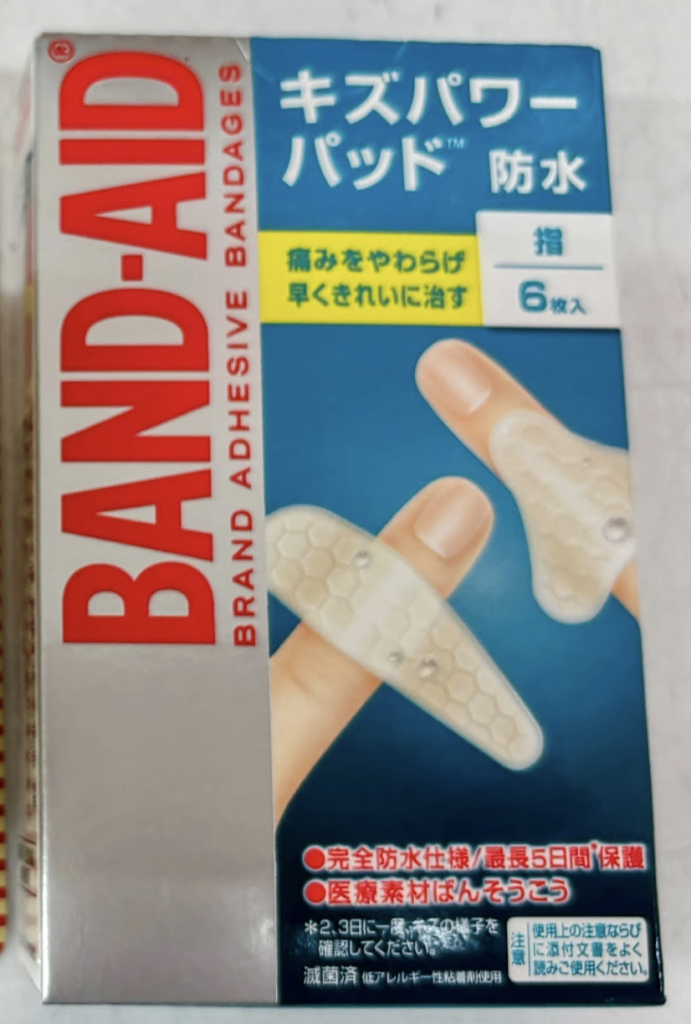 BAND-AID®
BRAND ADHESIVE BANDAGES
キズパワー
パッド™ 防水
指
6枚入
痛みをやわらげ
早くきれいに治す
●完全防水仕様/最長5日間*保護
●医療素材ばんそうこう
*2、3日に一度、キズの様子を
確認してください。
滅菌済 低アレルギー性粘着剤使用
注意
使用上の注意ならび
に添付文書をよく
読みご使用ください。